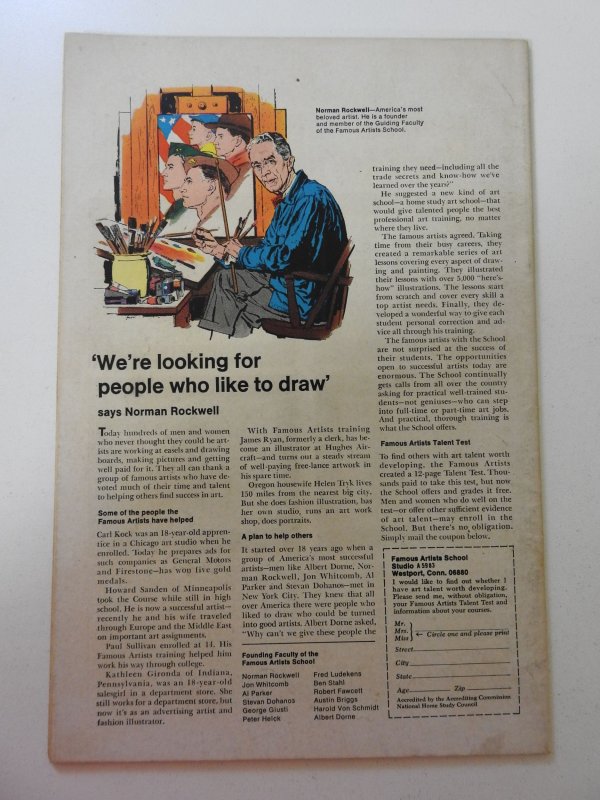 Norman Rockwell—America's most
beloved artist. He is a founder
and member of the Guiding Faculty
of the Famous Artists School.
'We're looking for
people who like to draw'
says Norman Rockwell
Today hundreds of men and women
who never thought they could be art-
ists are working at easels and drawing
boards, making pictures and getting
well paid for it. They all can thank a
group of famous artists who have de-
voted much of their time and talent
to helping others find success in art.
Some of the people the
Famous Artists have helped
Carl Kock was an 18-year-old appren-
tice in a Chicago art studio when he
enrolled. Today he prepares ads for
such companies as General Motors
and Firestone—has won five gold
medals.
Howard Sanden of Minneapolis
took the Course while still in high
school. He is now a successful artist—
recently he and his wife traveled
through Europe and the Middle East
on important art assignments.
Paul Sullivan enrolled at 14. His
Famous Artists training helped him
work his way through college.
Kathleen Gironda of Indiana,
Pennsylvania, was an 18-year-old
salesgirl in a department store. She
still works for a department store, but
now it's as an advertising artist and
fashion illustrator.
With Famous Artists training
James Ryan, formerly a clerk, has be-
come an illustrator at Hughes Air-
craft—and turns out a steady stream
of well-paying free-lance artwork in
his spare time.
Oregon housewife Helen Tryk lives
150 miles from the nearest big city.
But she does fashion illustration, has
her own studio, runs an art work
shop, does portraits.
A plan to help others
It started over 18 years ago when a
group of America's most successful
artists—men like Albert Dorne, Nor-
man Rockwell, Jon Whitcomb, Al
Parker and Stevan Dohanos—met in
New York City. They knew that all
over America there were people who
liked to draw who could be turned
into good artists. Albert Dorne asked,
"Why can't we give these people the
Founding Faculty of the
Famous Artists School
Norman Rockwell
Jon Whitcomb
Al Parker
Stevan Dohanos
George Giusti
Peter Helck
Fred Ludekens
Ben Stahl
Robert Fawcett
Austin Briggs
Harold Von Schmidt
Albert Dorne
training they need—including all the
trade secrets and know-how we've
learned over the years?"
He suggested a new kind of art
school—a home study art school—that
would give talented people the best
professional art training, no matter
where they live.
The famous artists agreed. Taking
time from their busy careers, they
created a remarkable series of art
lessons covering every aspect of draw-
ing and painting. They illustrated
their lessons with over 5,000 "here's-
how" illustrations. The lessons start
from scratch and cover every skill a
top artist needs. Finally, they de-
veloped a wonderful way to give each
student personal correction and ad-
vice all through his training.
The famous artists with the School
are not surprised at the success of
their students. The opportunities
open to successful artists today are
enormous. The School continually
gets calls from all over the country
asking for practical well-trained stu-
dents—not geniuses—who can step
into full-time or part-time art jobs.
And practical, thorough training is
what the School offers.
Famous Artists Talent Test
To find others with art talent worth
developing, the Famous Artists
created a 12-page Talent Test. Thou-
sands paid to take this test, but now
the School offers and grades it free.
Men and women who do well on the
test—or offer other sufficient evidence
of art talent—may enroll in the
School. But there's no obligation.
Simply mail the coupon below.
Famous Artists School
Studio A 5983
Westport, Conn. 06880
I would like to find out whether I
have art talent worth developing.
Please send me, without obligation,
your Famous Artists Talent Test and
information about your courses.
Mr.
Mrs. ← Circle one and please print
Miss
Street
City
State
Age Zip
Accredited by the Accrediting Commission
National Home Study Council